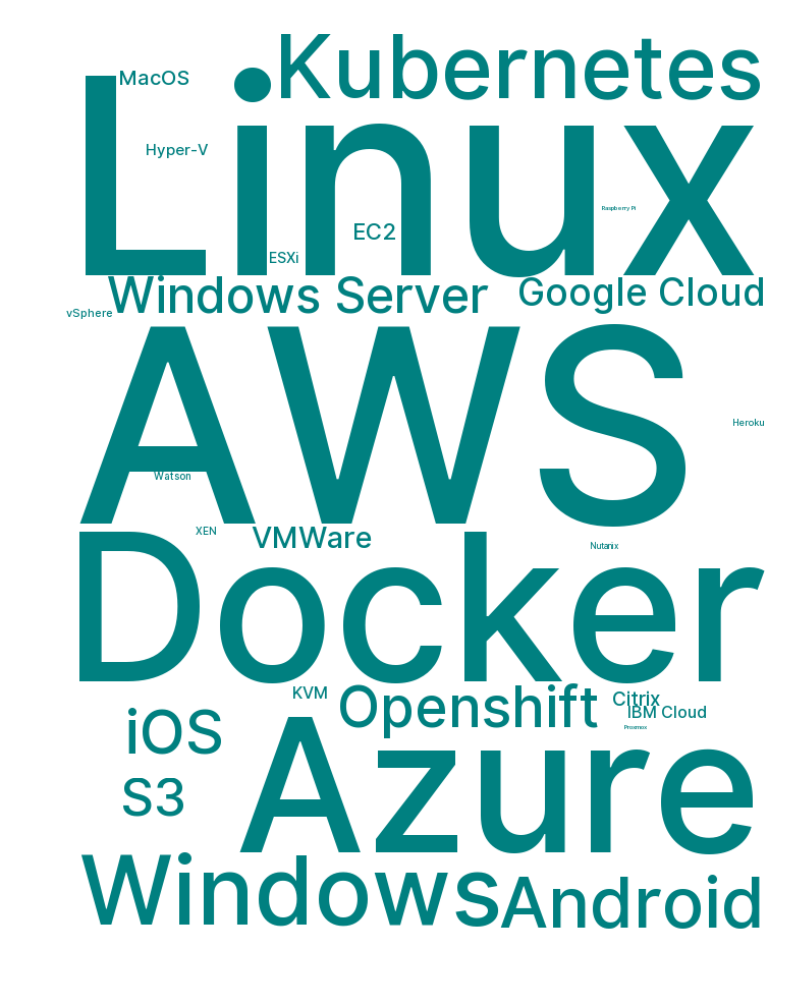 Kubernetes
MacOS
Linux
Hyper-V
Raspberry Pi
EC2
ESXi
Windows Server
Google Cloud
vSphere
AWS
Heroku
Watson
XEN
VMWare
Nutanix
Docker
KVM
Openshift
Citrix
IBM Cloud
iOS
Proxmox
Azure
S3
Windows
Android